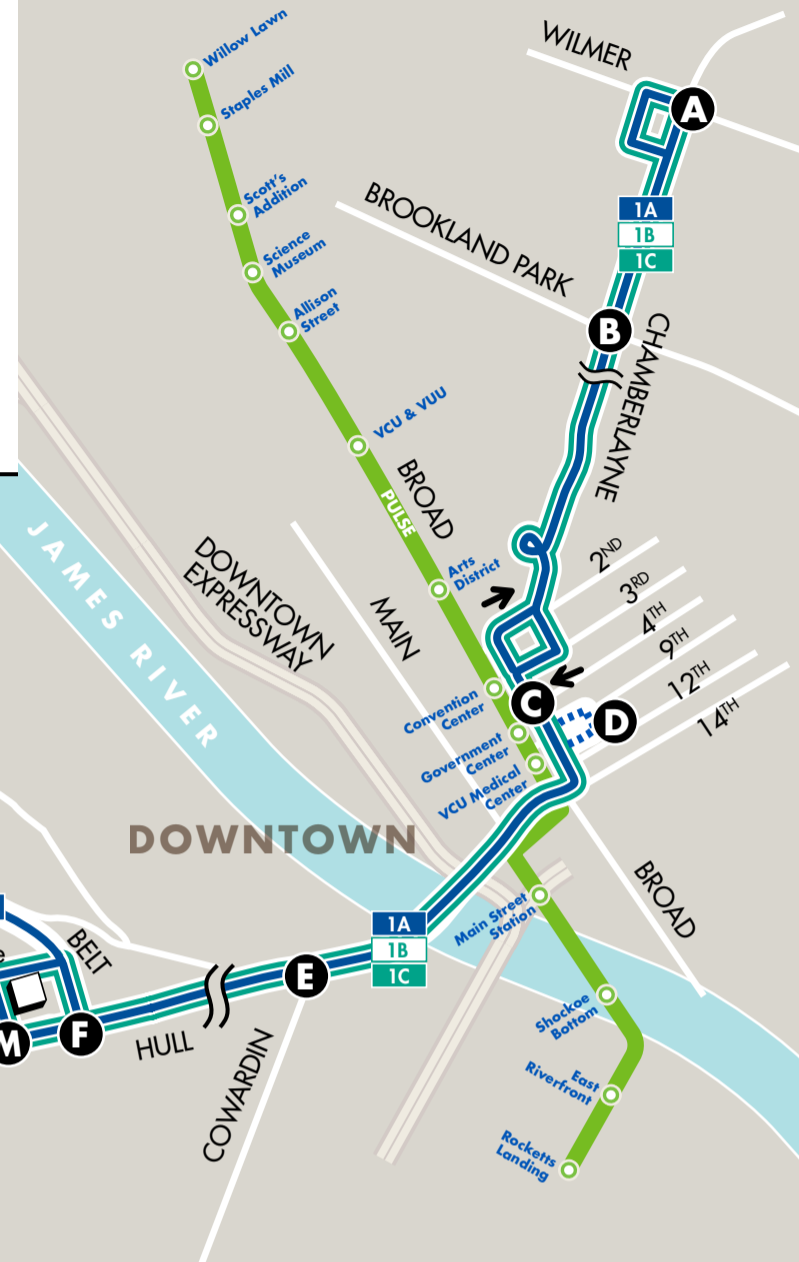 Willow Lawn
Staples Mill
Scott's
Addition
Science
Museum
Allison
Street
VCU & VUU
BROAD
PULSE
Arts
District
WILMER
A
1A
1B
1C
BROOKLAND PARK
B
CHAMBERLAYNE
2ND
3RD
4TH
9TH
12TH
14TH
JAMES RIVER
DOWNTOWN
EXPRESSWAY
MAIN
Convention
Center
C
D
Government
Center
VCU Medical
Center
DOWNTOWN
BROAD
Main Street
Station
1A
1B
1C
E
BELT
M
F
HULL
COWARDIN
Shockoe
Bottom
East
Riverfront
Rocketts
Landing